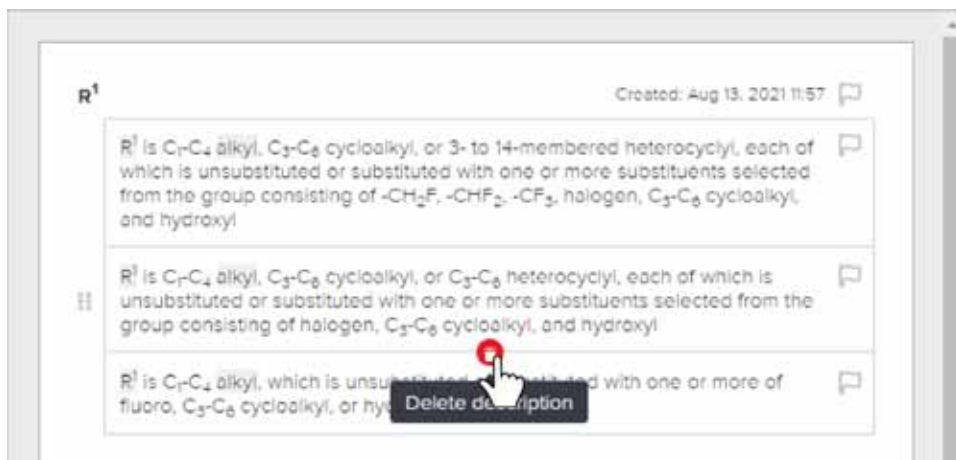 R¹ Created: Aug 13, 2021 11:57
R¹ is C₁-C₄ alkyl, C₃-C₆ cycloalkyl, or 3- to 14-membered heterocyclyl, each of
which is unsubstituted or substituted with one or more substituents selected
from the group consisting of -CH₂F, -CHF₂, -CF₃, halogen, C₃-C₆ cycloalkyl,
and hydroxyl
R¹ is C₁-C₄ alkyl, C₃-C₆ cycloalkyl, or C₃-C₆ heterocyclyl, each of which is
unsubstituted or substituted with one or more substituents selected from the
group consisting of halogen, C₃-C₆ cycloalkyl, and hydroxyl
R¹ is C₁-C₄ alkyl, which is with one or more of
fluoro, C₃-C₆ cycloalkyl, or
Delete description